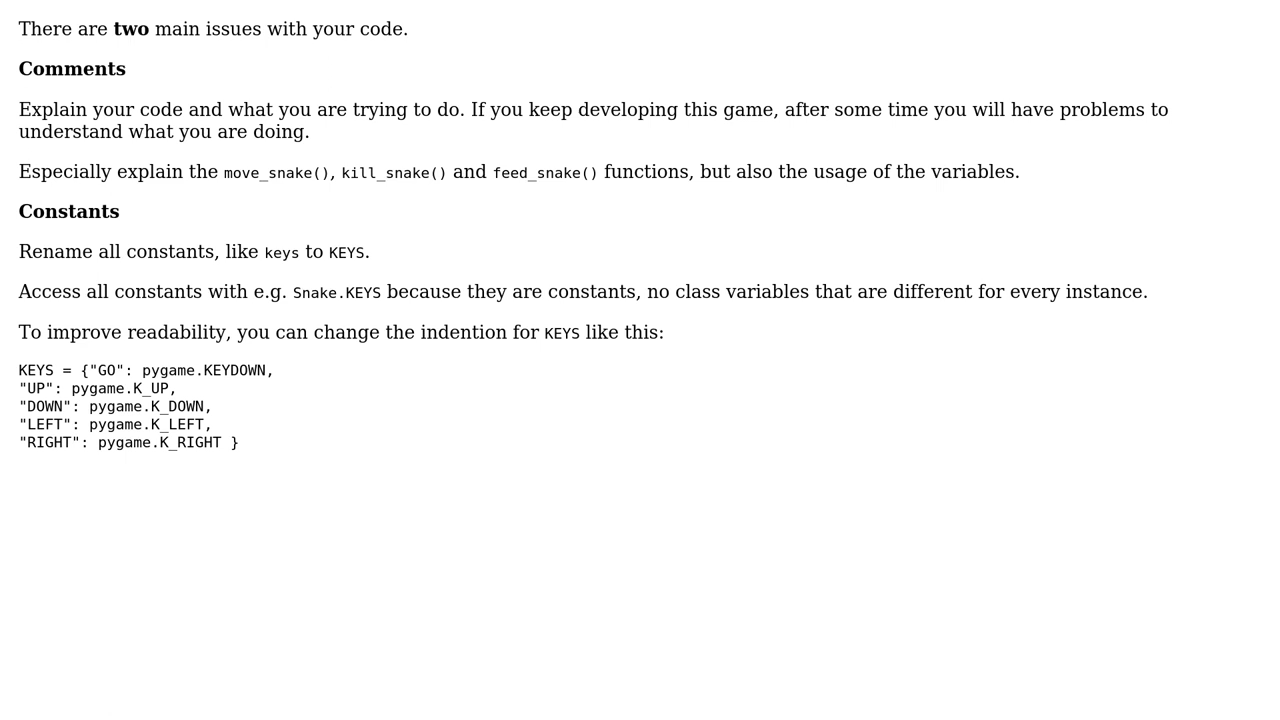 There are two main issues with your code.
Comments
Explain your code and what you are trying to do. If you keep developing this game, after some time you will have problems to
understand what you are doing.
Especially explain the move_snake(), kill_snake() and feed_snake() functions, but also the usage of the variables.
Constants
Rename all constants, like keys to KEYS.
Access all constants with e.g. Snake.KEYS because they are constants, no class variables that are different for every instance.
To improve readability, you can change the indention for KEYS like this:
KEYS = {"GO": pygame.KEYDOWN,
"UP": pygame.K_UP,
"DOWN": pygame.K_DOWN,
"LEFT": pygame.K_LEFT,
"RIGHT": pygame.K_RIGHT }